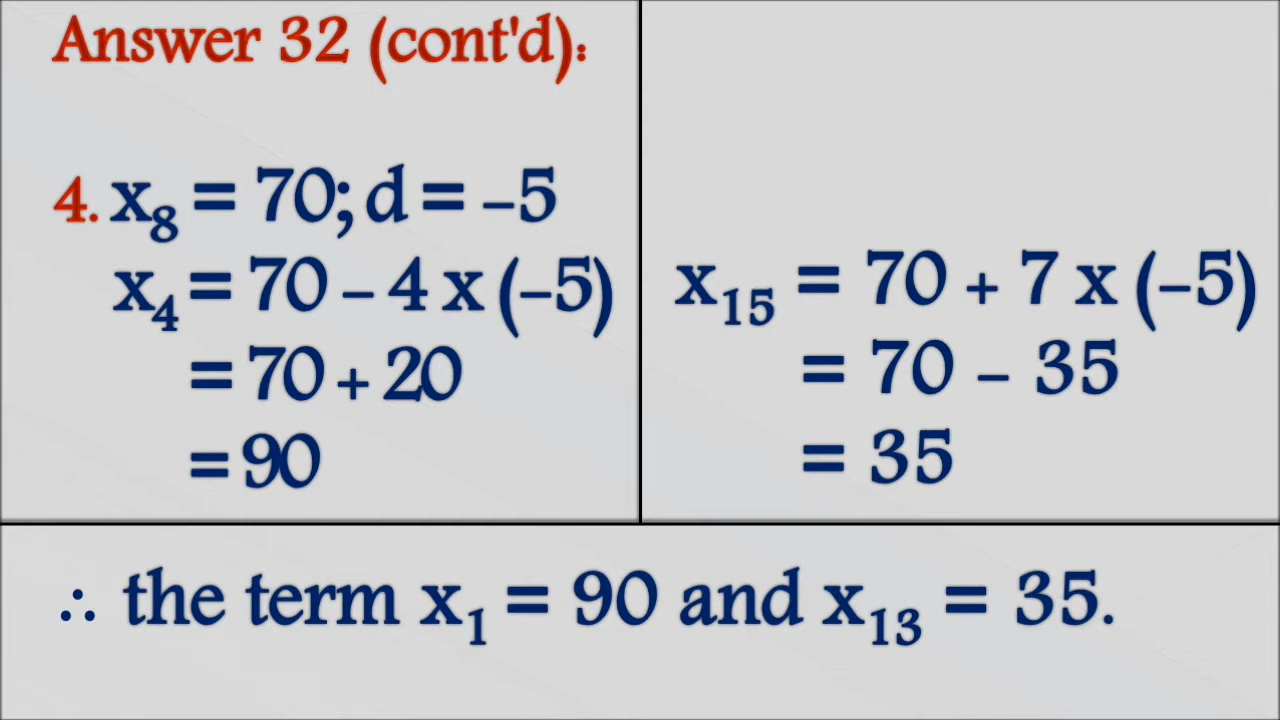 Answer 32 (cont'd):
4. x₈ = 70; d = –5
x₄ = 70 – 4 x (–5)
= 70 + 20
= 90
x₁₅ = 70 + 7 x (–5)
= 70 – 35
= 35
∴ the term x₁ = 90 and x₁₃ = 35.